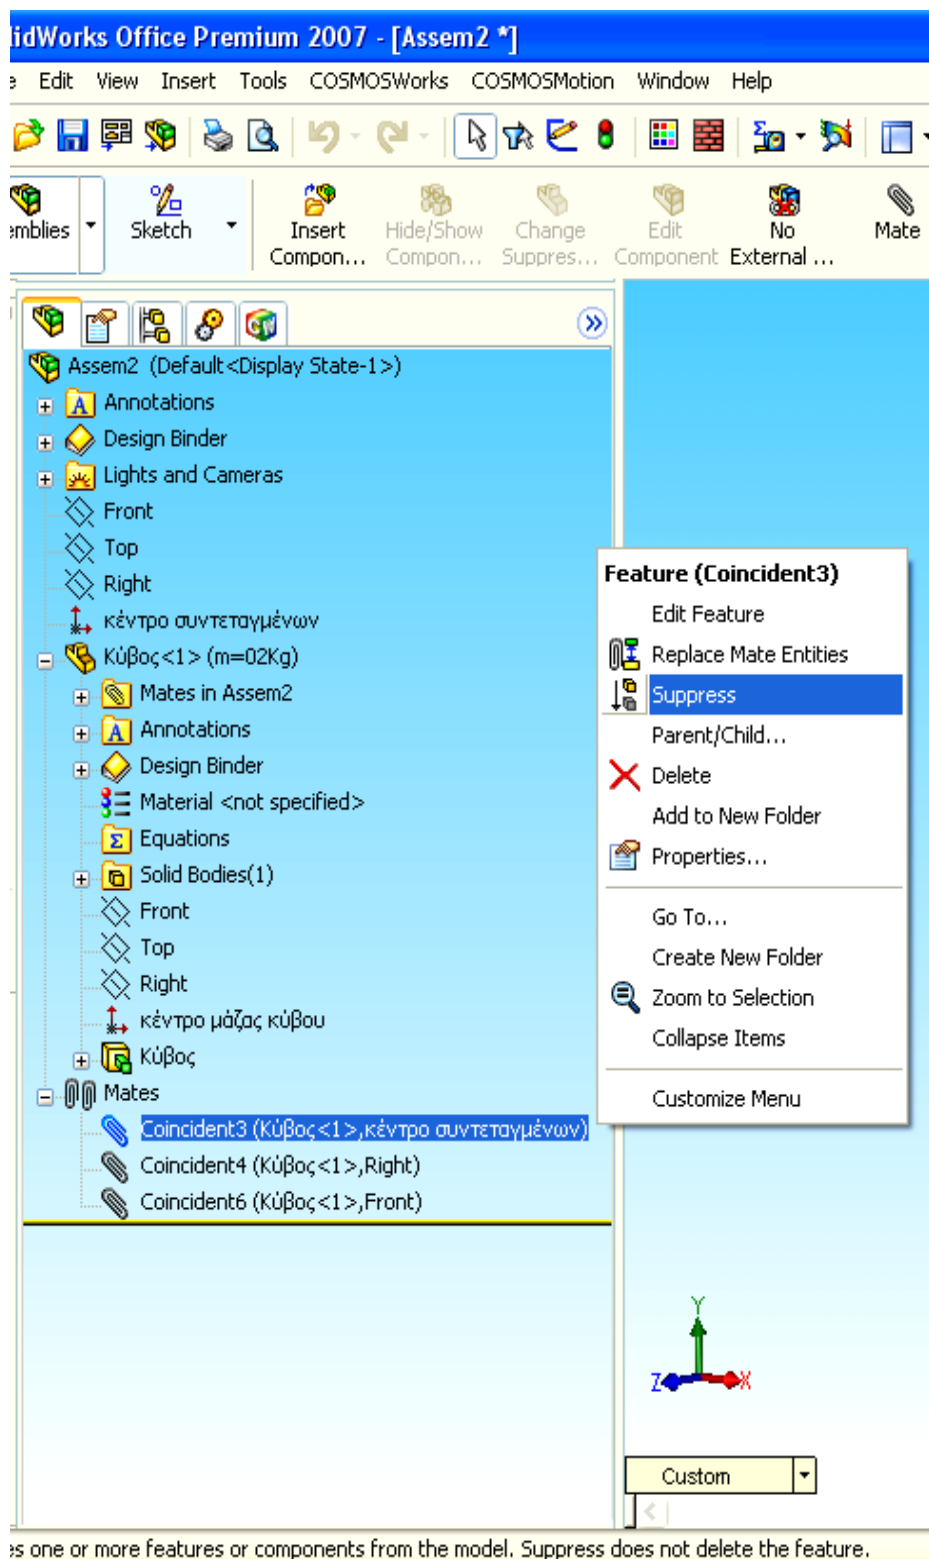 idWorks Office Premium 2007 - [Assem2 *]
e Edit View Insert Tools COSMOSWorks COSMOSMotion Window Help
emblies Sketch Insert Compon... Hide/Show Compon... Change Suppres... Edit Component No External ... Mate
Assem2 (Default<Display State-1>)
Annotations
Design Binder
Lights and Cameras
Front
Top
Right
κέντρο συντεταγμένων
Κύβος<1> (m=02Kg)
Mates in Assem2
Annotations
Design Binder
Material <not specified>
Equations
Solid Bodies(1)
Front
Top
Right
κέντρο μάζας κύβου
Κύβος
Mates
Coincident3 (Κύβος<1>,κέντρο συντεταγμένων)
Coincident4 (Κύβος<1>,Right)
Coincident6 (Κύβος<1>,Front)
Feature (Coincident3)
Edit Feature
Replace Mate Entities
Suppress
Parent/Child...
Delete
Add to New Folder
Properties...
Go To...
Create New Folder
Zoom to Selection
Collapse Items
Customize Menu
Y
Z X
Custom
es one or more features or components from the model. Suppress does not delete the feature.